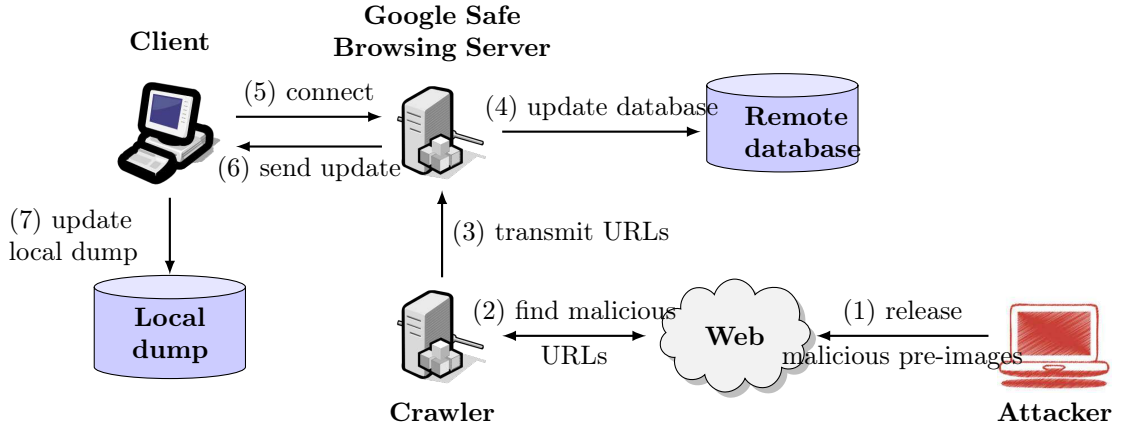 Client
Google Safe
Browsing Server
(5) connect
(6) send update
(4) update database
Remote
database
(7) update
local dump
(3) transmit URLs
Local
dump
(2) find malicious
URLs
Web
(1) release
malicious pre-images
Crawler
Attacker